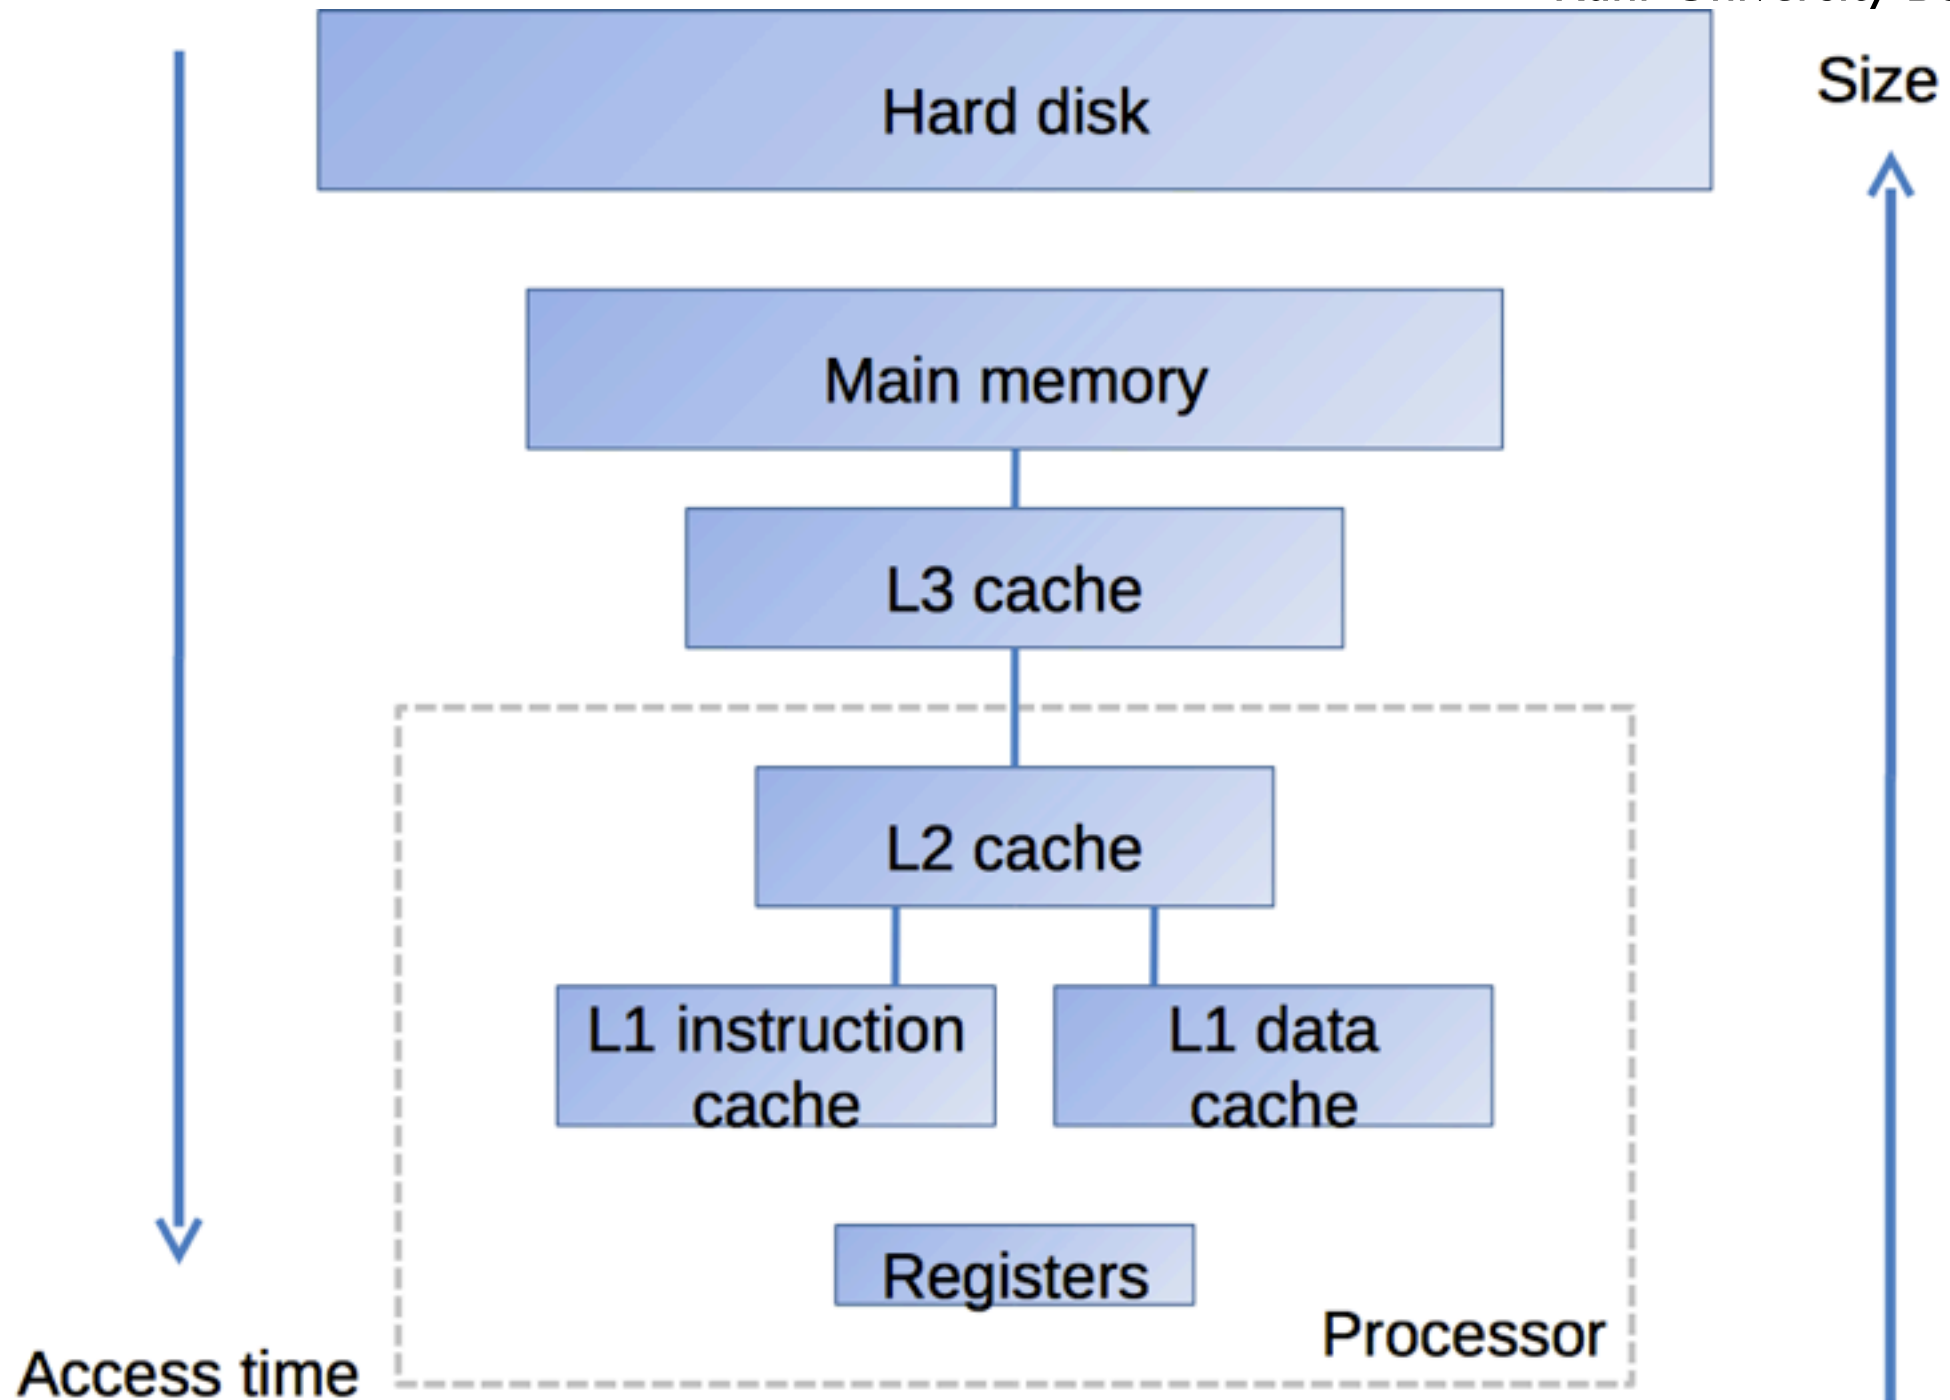 Size
Hard disk
Main memory
L3 cache
L2 cache
L1 instruction
cache
L1 data
cache
Registers
Processor
Access time